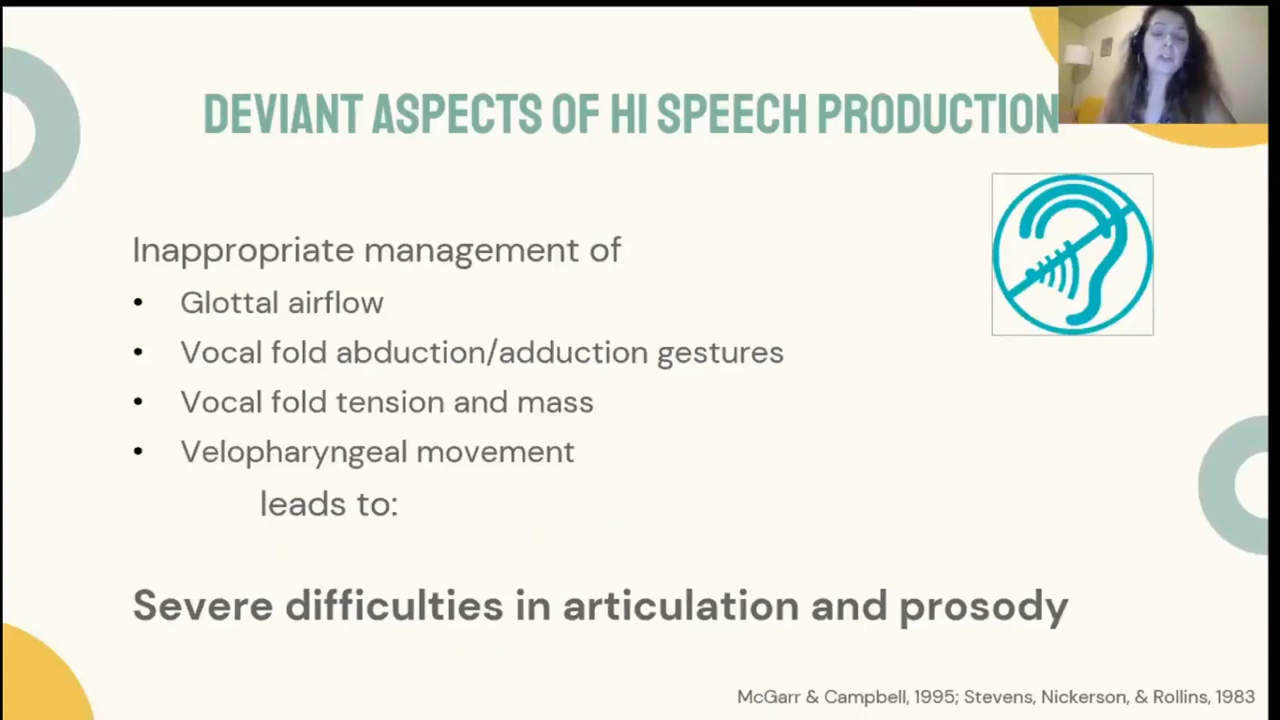 DEVIANT ASPECTS OF HI SPEECH PRODUCTION
Inappropriate management of
• Glottal airflow
• Vocal fold abduction/adduction gestures
• Vocal fold tension and mass
• Velopharyngeal movement
leads to:
Severe difficulties in articulation and prosody
McGarr & Campbell, 1995; Stevens, Nickerson, & Rollins, 1983